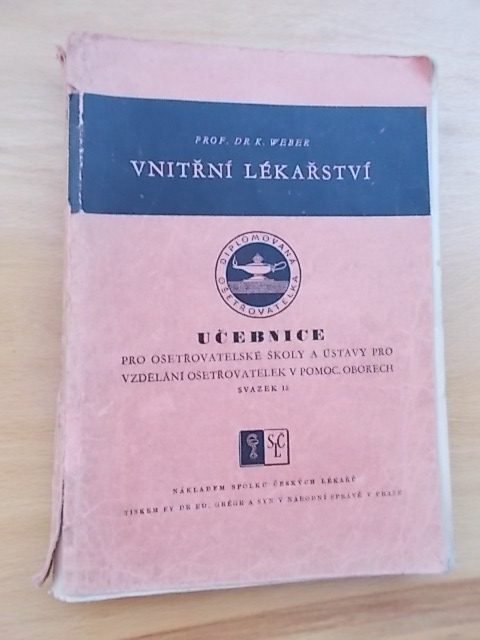 PROF. DR K. WEBER
VNITŘNÍ LÉKAŘSTVÍ
DIPLOMOVANÁ
OŠETŘOVATELKA
UČEBNICE
PRO OŠETŘOVATELSKÉ ŠKOLY A ÚSTAVY PRO
VZDĚLÁNÍ OŠETŘOVATELEK V POMOC. OBORECH
SVAZEK 13
SČL
NÁKLADEM SPOLKU ČESKÝCH LÉKAŘŮ
TISKEM FY DR ED. GRÉGR A SYN V NÁRODNÍ SPRÁVĚ V PRAZE